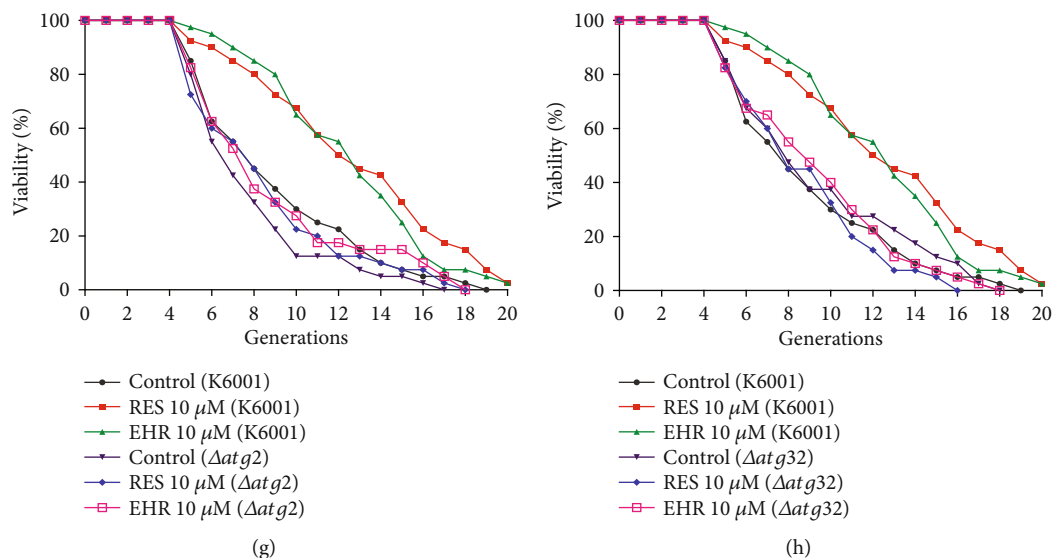 100
80
60
40
20
0
Viability (%)
0 2 4 6 8 10 12 14 16 18 20
Generations
Control (K6001)
RES 10 μM (K6001)
EHR 10 μM (K6001)
Control (Δatg2)
RES 10 μM (Δatg2)
EHR 10 μM (Δatg2)
(g)
100
80
60
40
20
0
Viability (%)
0 2 4 6 8 10 12 14 16 18 20
Generations
Control (K6001)
RES 10 μM (K6001)
EHR 10 μM (K6001)
Control (Δatg32)
RES 10 μM (Δatg32)
EHR 10 μM (Δatg32)
(h)